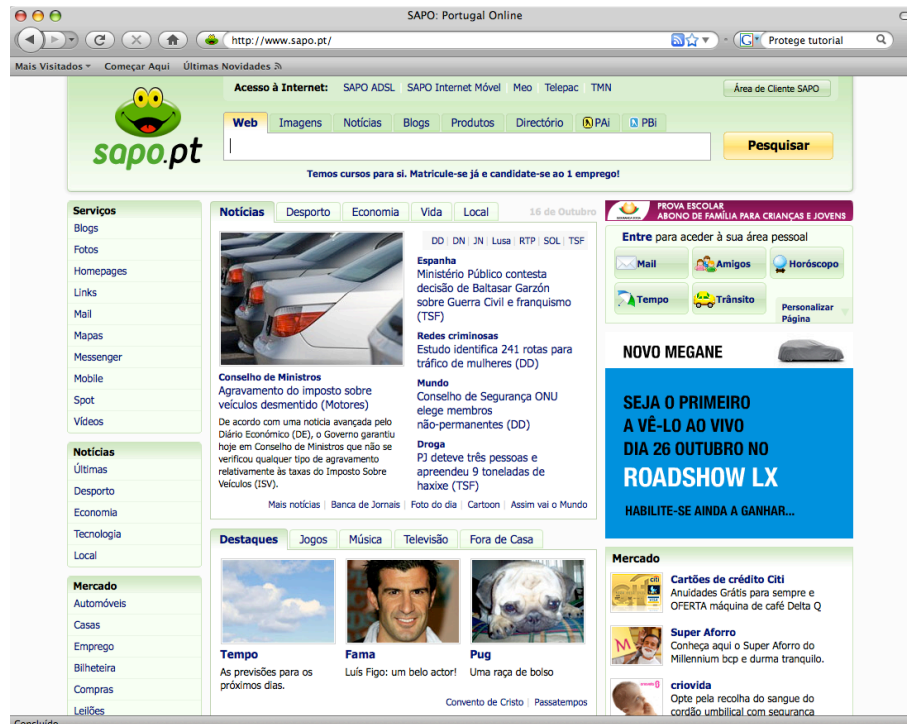 SAPO: Portugal Online
http://www.sapo.pt/
Protege tutorial
Mais Visitados
Começar Aqui
Últimas Novidades
Acesso à Internet: SAPO ADSL | SAPO Internet Móvel | Meo | Telepac | TMN
Área de Cliente SAPO
sapo.pt
Web Imagens Notícias Blogs Produtos Directório PAi PBi
Pesquisar
Temos cursos para si. Matricule-se já e candidate-se ao 1 emprego!
Serviços
Blogs
Fotos
Homepages
Links
Mail
Mapas
Messenger
Mobile
Spot
Vídeos
Notícias
Últimas
Desporto
Economia
Tecnologia
Local
Mercado
Automóveis
Casas
Emprego
Bilheteira
Compras
Leilões
Notícias Desporto Economia Vida Local 16 de Outubro
DD | DN | JN | Lusa | RTP | SOL | TSF
Conselho de Ministros
Agravamento do imposto sobre
veículos desmentido (Motores)
De acordo com uma noticia avançada pelo
Diário Económico (DE), o Governo garantiu
hoje em Conselho de Ministros que não se
verificou qualquer tipo de agravamento
relativamente às taxas do Imposto Sobre
Veículos (ISV).
Espanha
Ministério Público contesta
decisão de Baltasar Garzón
sobre Guerra Civil e franquismo
(TSF)
Redes criminosas
Estudo identifica 241 rotas para
tráfico de mulheres (DD)
Mundo
Conselho de Segurança ONU
elege membros
não-permanentes (DD)
Droga
PJ deteve três pessoas e
apreendeu 9 toneladas de
haxixe (TSF)
Mais notícias | Banca de Jornais | Foto do dia | Cartoon | Assim vai o Mundo
Destaques Jogos Música Televisão Fora de Casa
Tempo
As previsões para os
próximos dias.
Fama
Luís Figo: um belo actor!
Pug
Uma raça de bolso
Convento de Cristo | Passatempos
PROVA ESCOLAR
ABONO DE FAMÍLIA PARA CRIANÇAS E JOVENS
Entre para aceder à sua área pessoal
Mail
Amigos
Horóscopo
Tempo
Trânsito
Personalizar
Página
NOVO MEGANE
SEJA O PRIMEIRO
A VÊ-LO AO VIVO
DIA 26 OUTUBRO NO
ROADSHOW LX
HABILITE-SE AINDA A GANHAR...
Mercado
citi
Cartões de crédito Citi
Anuidades Grátis para sempre e
OFERTA máquina de café Delta Q
M
Super Aforro
Conheça aqui o Super Aforro do
Millennium bcp e durma tranquilo.
criovida
Opte pela recolha do sangue do
cordão umbilical com segurança
Concluído